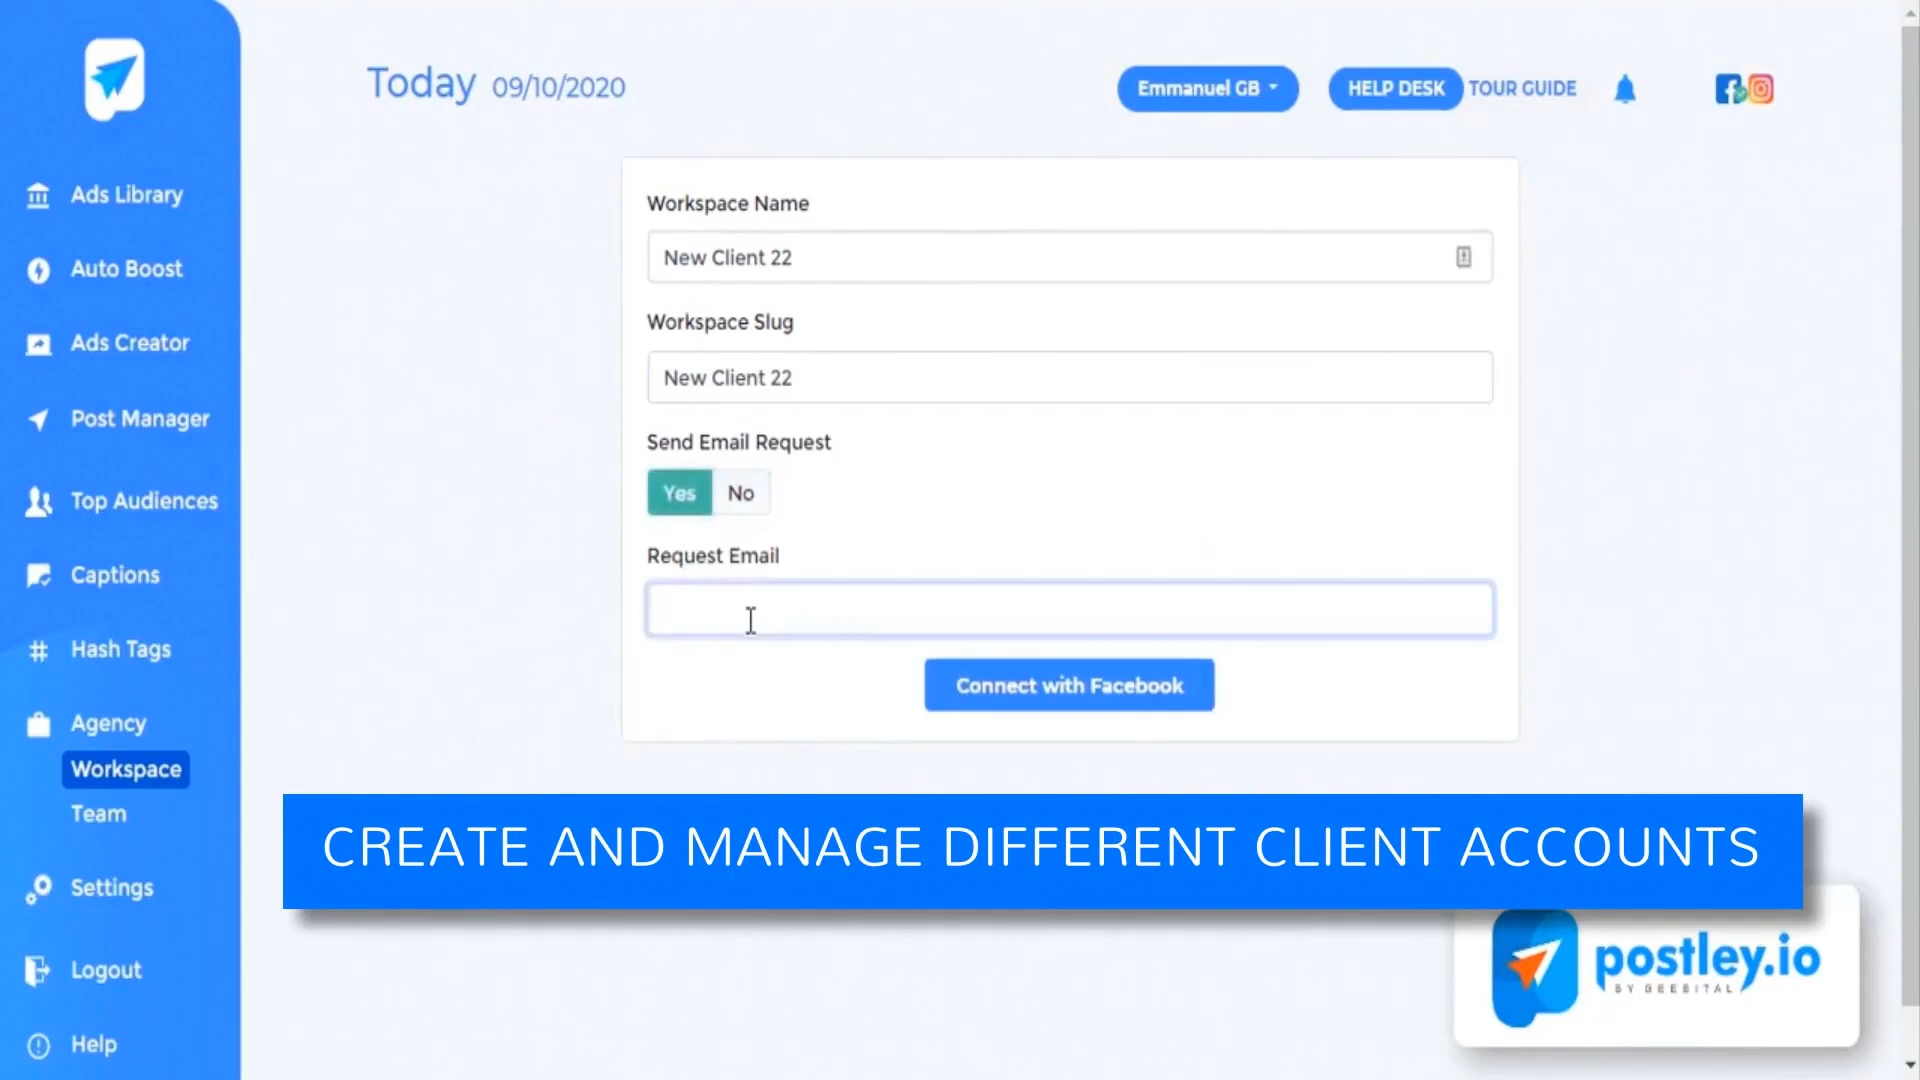 Today 09/10/2020
Emmanuel GB
HELP DESK
TOUR GUIDE
Ads Library
Auto Boost
Ads Creator
Post Manager
Top Audiences
Captions
Hash Tags
Agency
Workspace
Team
Settings
Logout
Help
Workspace Name
New Client 22
Workspace Slug
New Client 22
Send Email Request
Yes No
Request Email
Connect with Facebook
CREATE AND MANAGE DIFFERENT CLIENT ACCOUNTS
postley.io
BY GEEBITAL